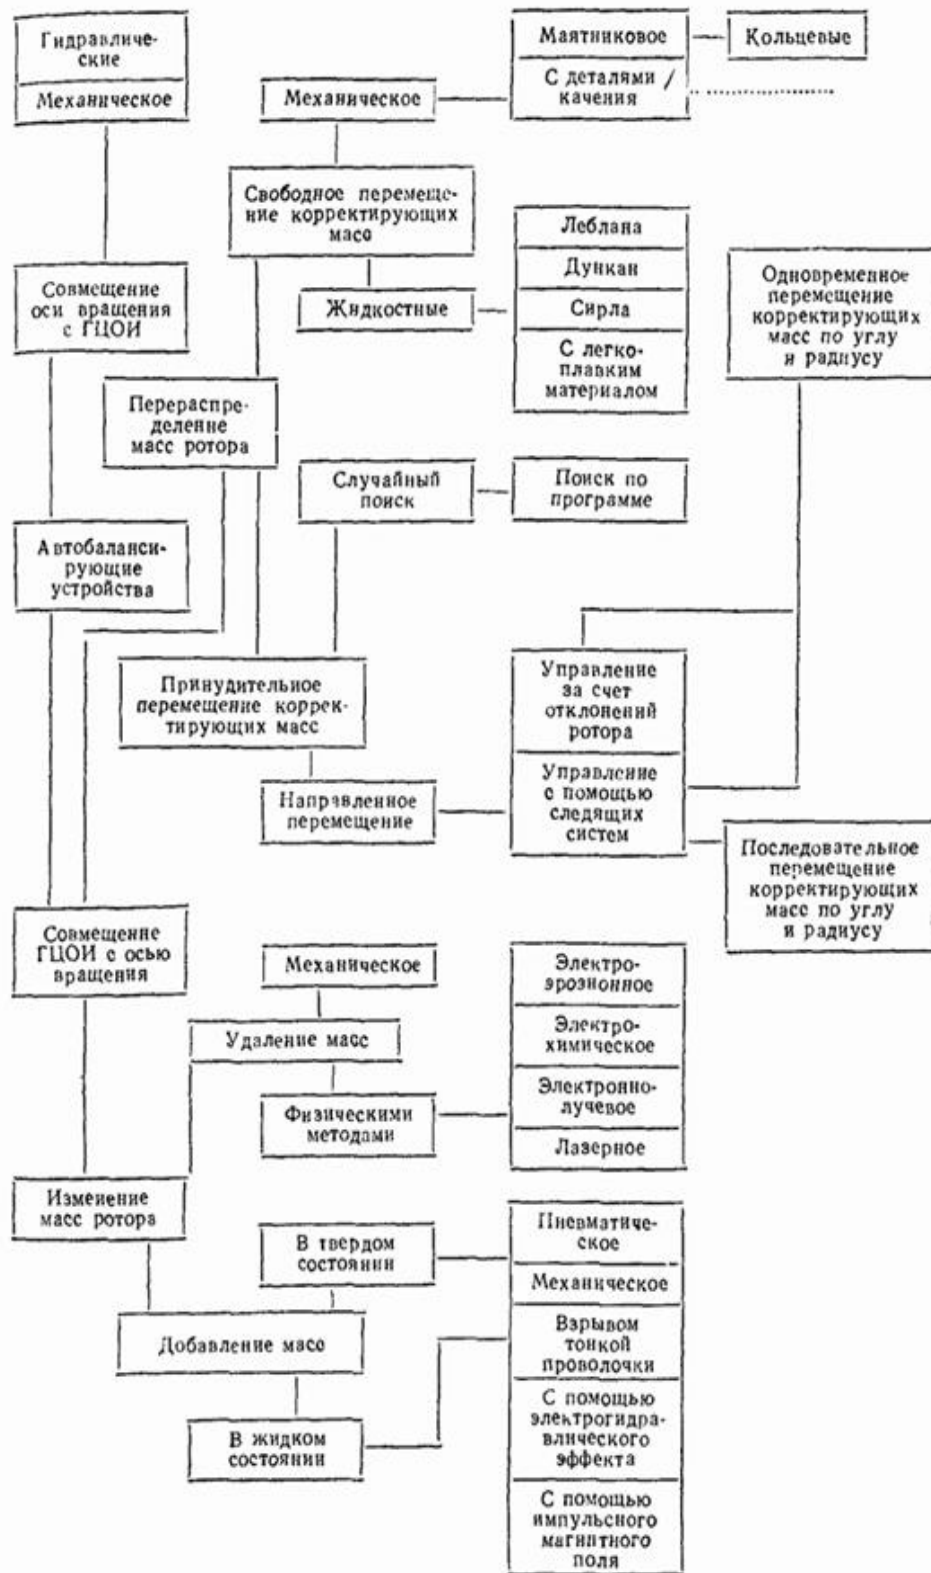 Гидравличе-
ские
Механическое
Маятниковое
Кольцевые
С деталями /
качения
Механическое
Свободное перемеще-
ние корректирующих
масс
Леблана
Дункан
Сирла
С легко-
плавким
материалом
Жидкостные
Совмещение
оси вращения
с ГЦОИ
Одновременное
перемещение
корректирующих
масс по углу
и радиусу
Перераспре-
деление
масс ротора
Случайный
поиск
Поиск по
программе
Автобаланси-
рующие
устройства
Принудительное
перемещение коррек-
тирующих масс
Управление
за счет
отклонений
ротора
Управление
с помощью
следящих
систем
Направленное
перемещение
Последовательное
перемещение
корректирующих
масс по углу
и радиусу
Совмещение
ГЦОИ с осью
вращения
Механическое
Удаление масс
Физическими
методами
Электро-
эрозионное
Электро-
химическое
Электронно-
лучевое
Лазерное
Изменение
масс ротора
В твердом
состоянии
Добавление масс
В жидком
состоянии
Пневматиче-
ское
Механическое
Взрывом
тонкой
проволочки
С помощью
электрогидра-
влического
эффекта
С помощью
импульсного
магнитного
поля